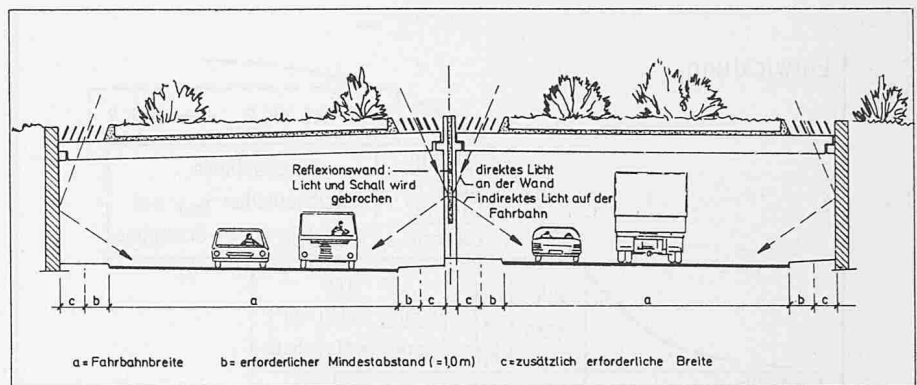 Reflexionswand:
Licht und Schall wird
gebrochen
direktes Licht
an der Wand
indirektes Licht auf der
Fahrbahn
c b a b c c b a b c
a = Fahrbahnbreite b = erforderlicher Mindestabstand (=1,0 m) c = zusätzlich erforderliche Breite